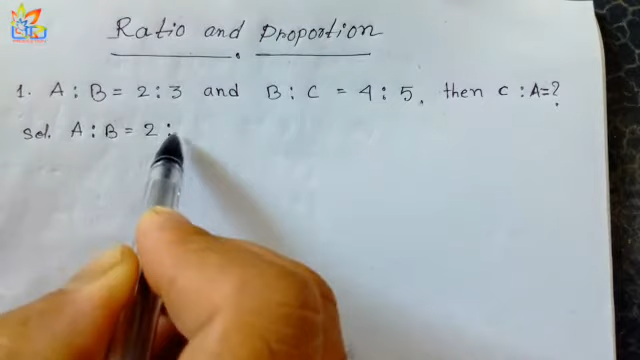 Ratio and Proportion
1. A : B = 2 : 3 and B : C = 4 : 5, then C : A = ?
sol. A : B = 2 :